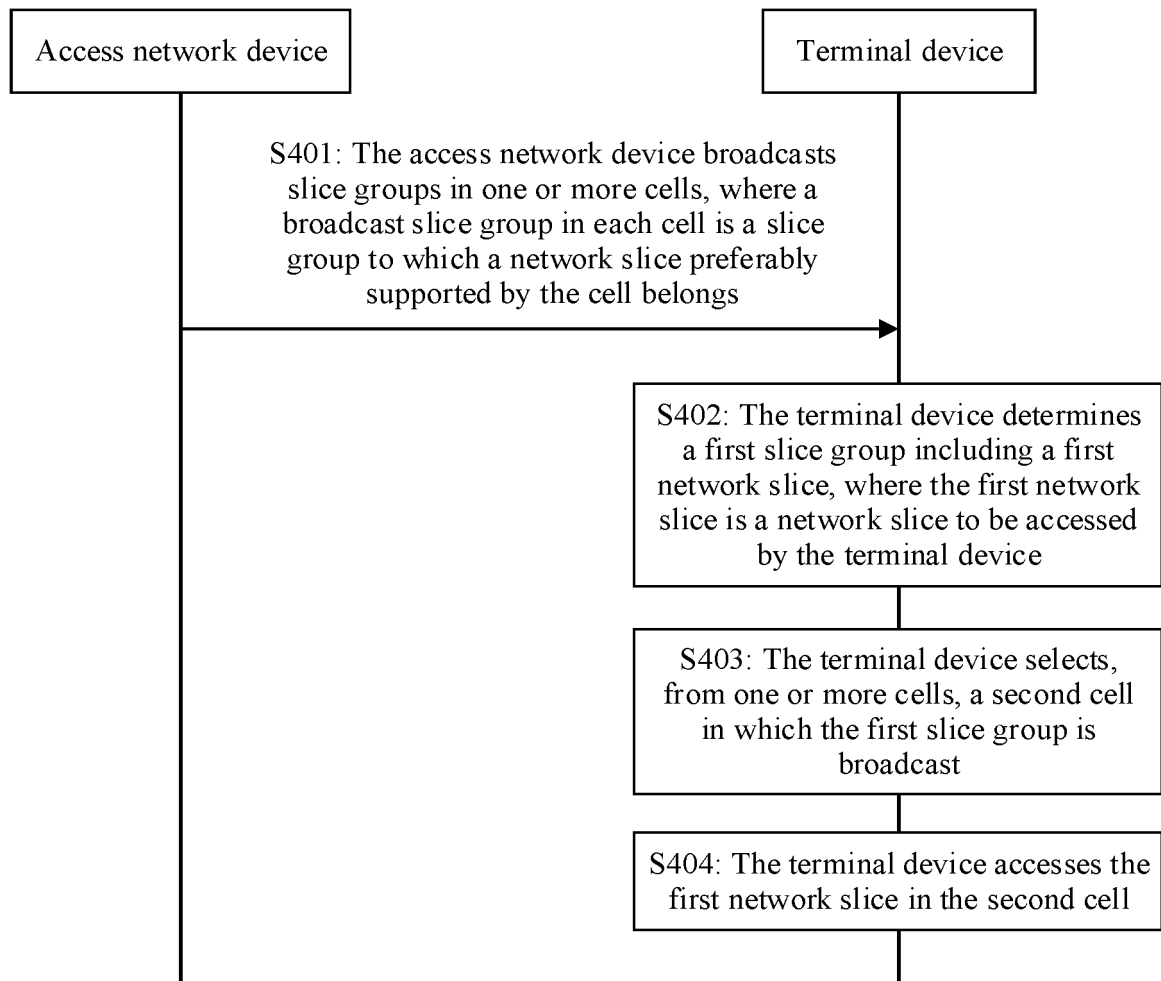 Access network device
Terminal device
S401: The access network device broadcasts
slice groups in one or more cells, where a
broadcast slice group in each cell is a slice
group to which a network slice preferably
supported by the cell belongs
S402: The terminal device determines
a first slice group including a first
network slice, where the first network
slice is a network slice to be accessed
by the terminal device
S403: The terminal device selects,
from one or more cells, a second cell
in which the first slice group is
broadcast
S404: The terminal device accesses the
first network slice in the second cell